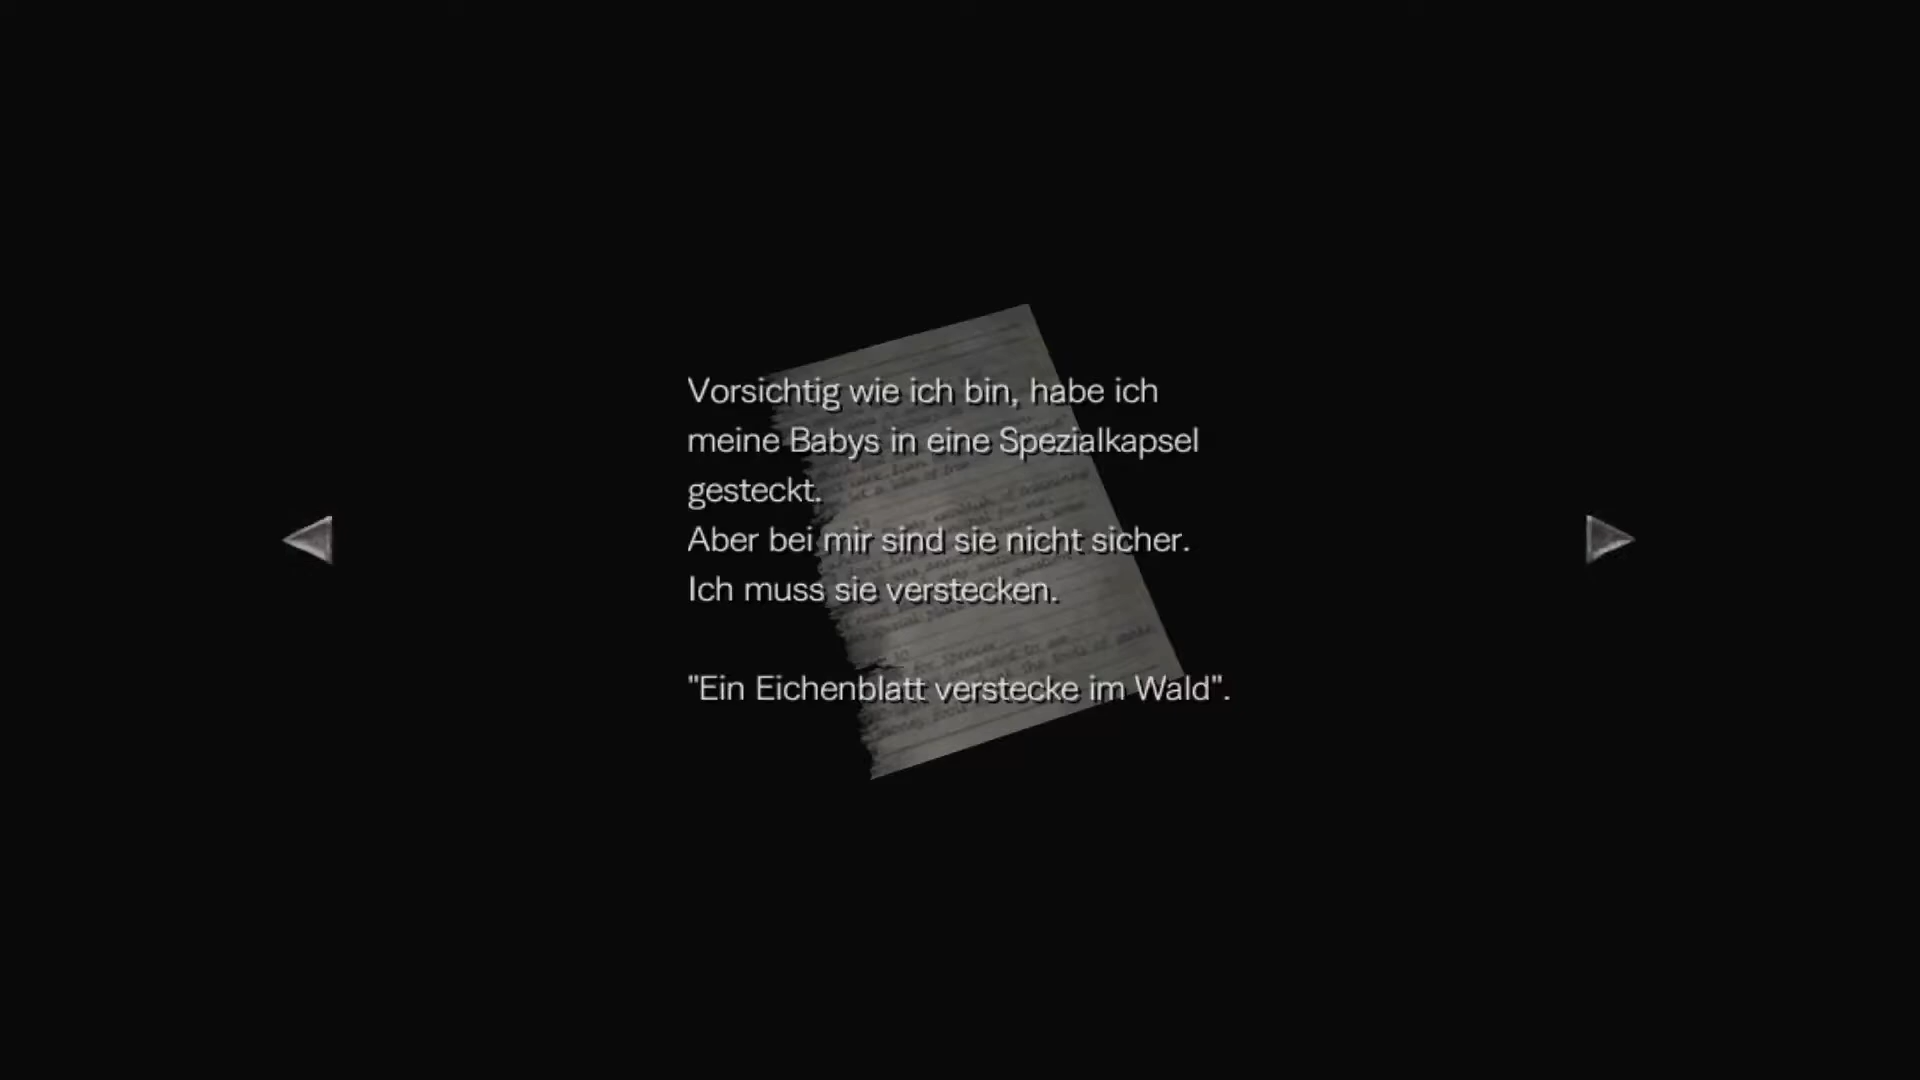 Vorsichtig wie ich bin, habe ich
meine Babys in eine Spezialkapsel
gesteckt.
Aber bei mir sind sie nicht sicher.
Ich muss sie verstecken.
"Ein Eichenblatt verstecke im Wald".